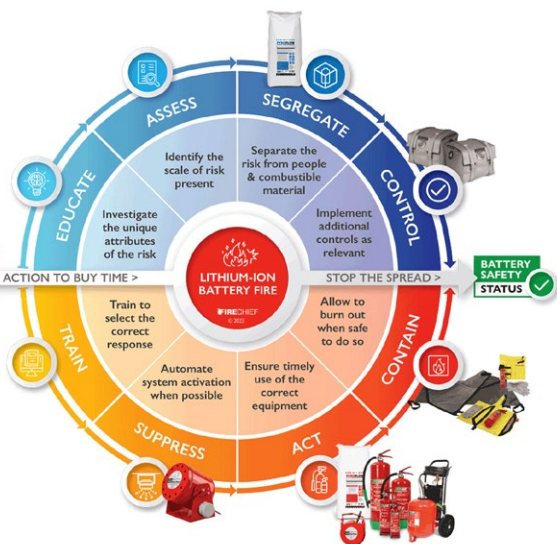 ASSESS
SEGREGATE
EDUCATE
CONTROL
Identify the
scale of risk
present
Separate the
risk from people
& combustible
material
Investigate
the unique
attributes
of the risk
Implement
additional
controls as
relevant
LITHIUM-ION
BATTERY FIRE
FIRECHIEF
ACTION TO BUY TIME >
STOP THE SPREAD >
BATTERY
SAFETY
STATUS
Train to
select the
correct
response
Allow to
burn out
when safe
to do so
Automate
system activation
when possible
Ensure timely
use of the
correct
equipment
TRAIN
CONTAIN
SUPPRESS
ACT